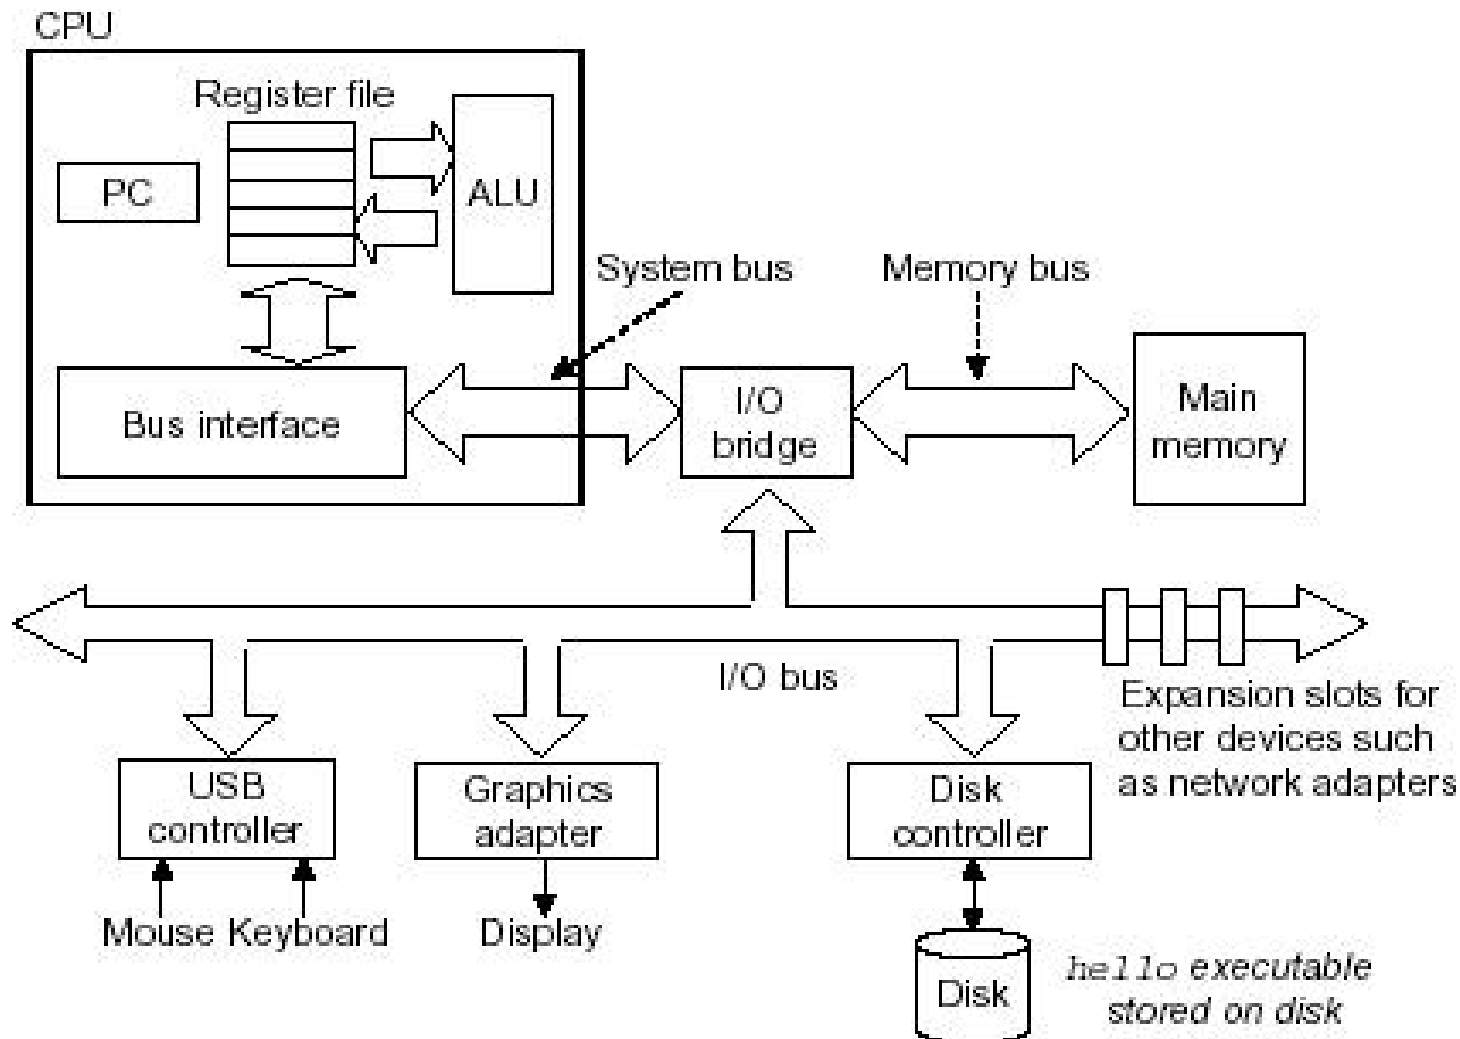 CPU
Register file
PC
ALU
System bus
Memory bus
Bus interface
I/O
bridge
Main
memory
I/O bus
Expansion slots for
other devices such
as network adapters
USB
controller
Graphics
adapter
Disk
controller
Mouse Keyboard
Display
Disk
hello executable
stored on disk